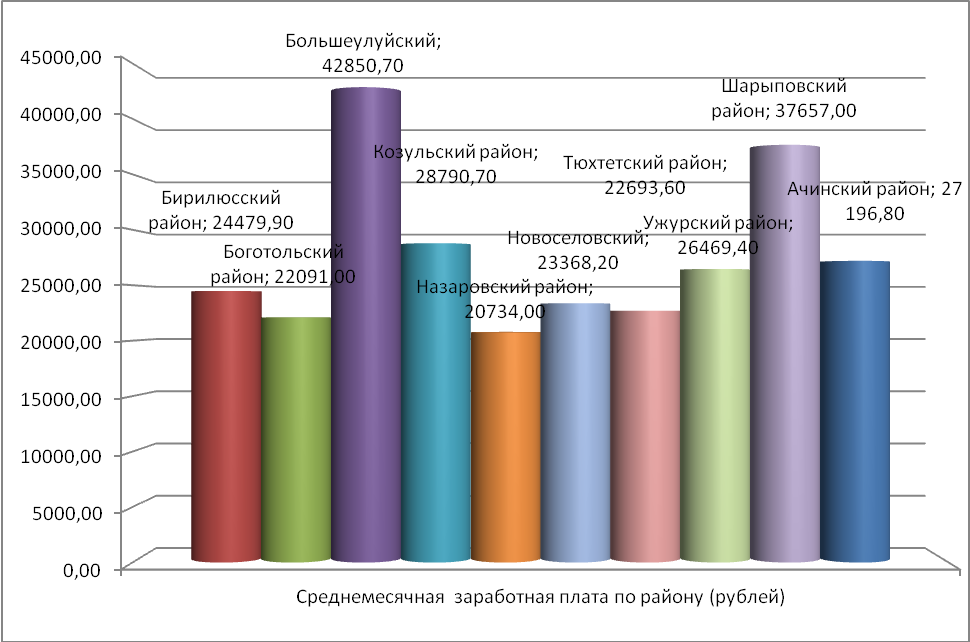 45000,00
40000,00
35000,00
30000,00
25000,00
20000,00
15000,00
10000,00
5000,00
0,00
Бирилюсский
район; 24479,90
Боготольский
район; 22091,00
Большеулуйский;
42850,70
Козульский район;
28790,70
Назаровский район;
20734,00
Новоселовский;
23368,20
Тюхтетский район;
22693,60
Ужурский район;
26469,40
Шарыповский
район; 37657,00
Ачинский район; 27
196,80
Среднемесячная заработная плата по району (рублей)